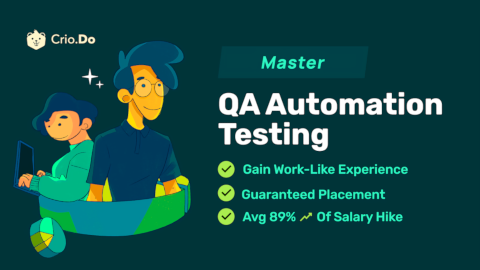 Crio.Do
Master
QA Automation
Testing
Gain Work-Like Experience
Guaranteed Placement
Avg 89% Of Salary Hike